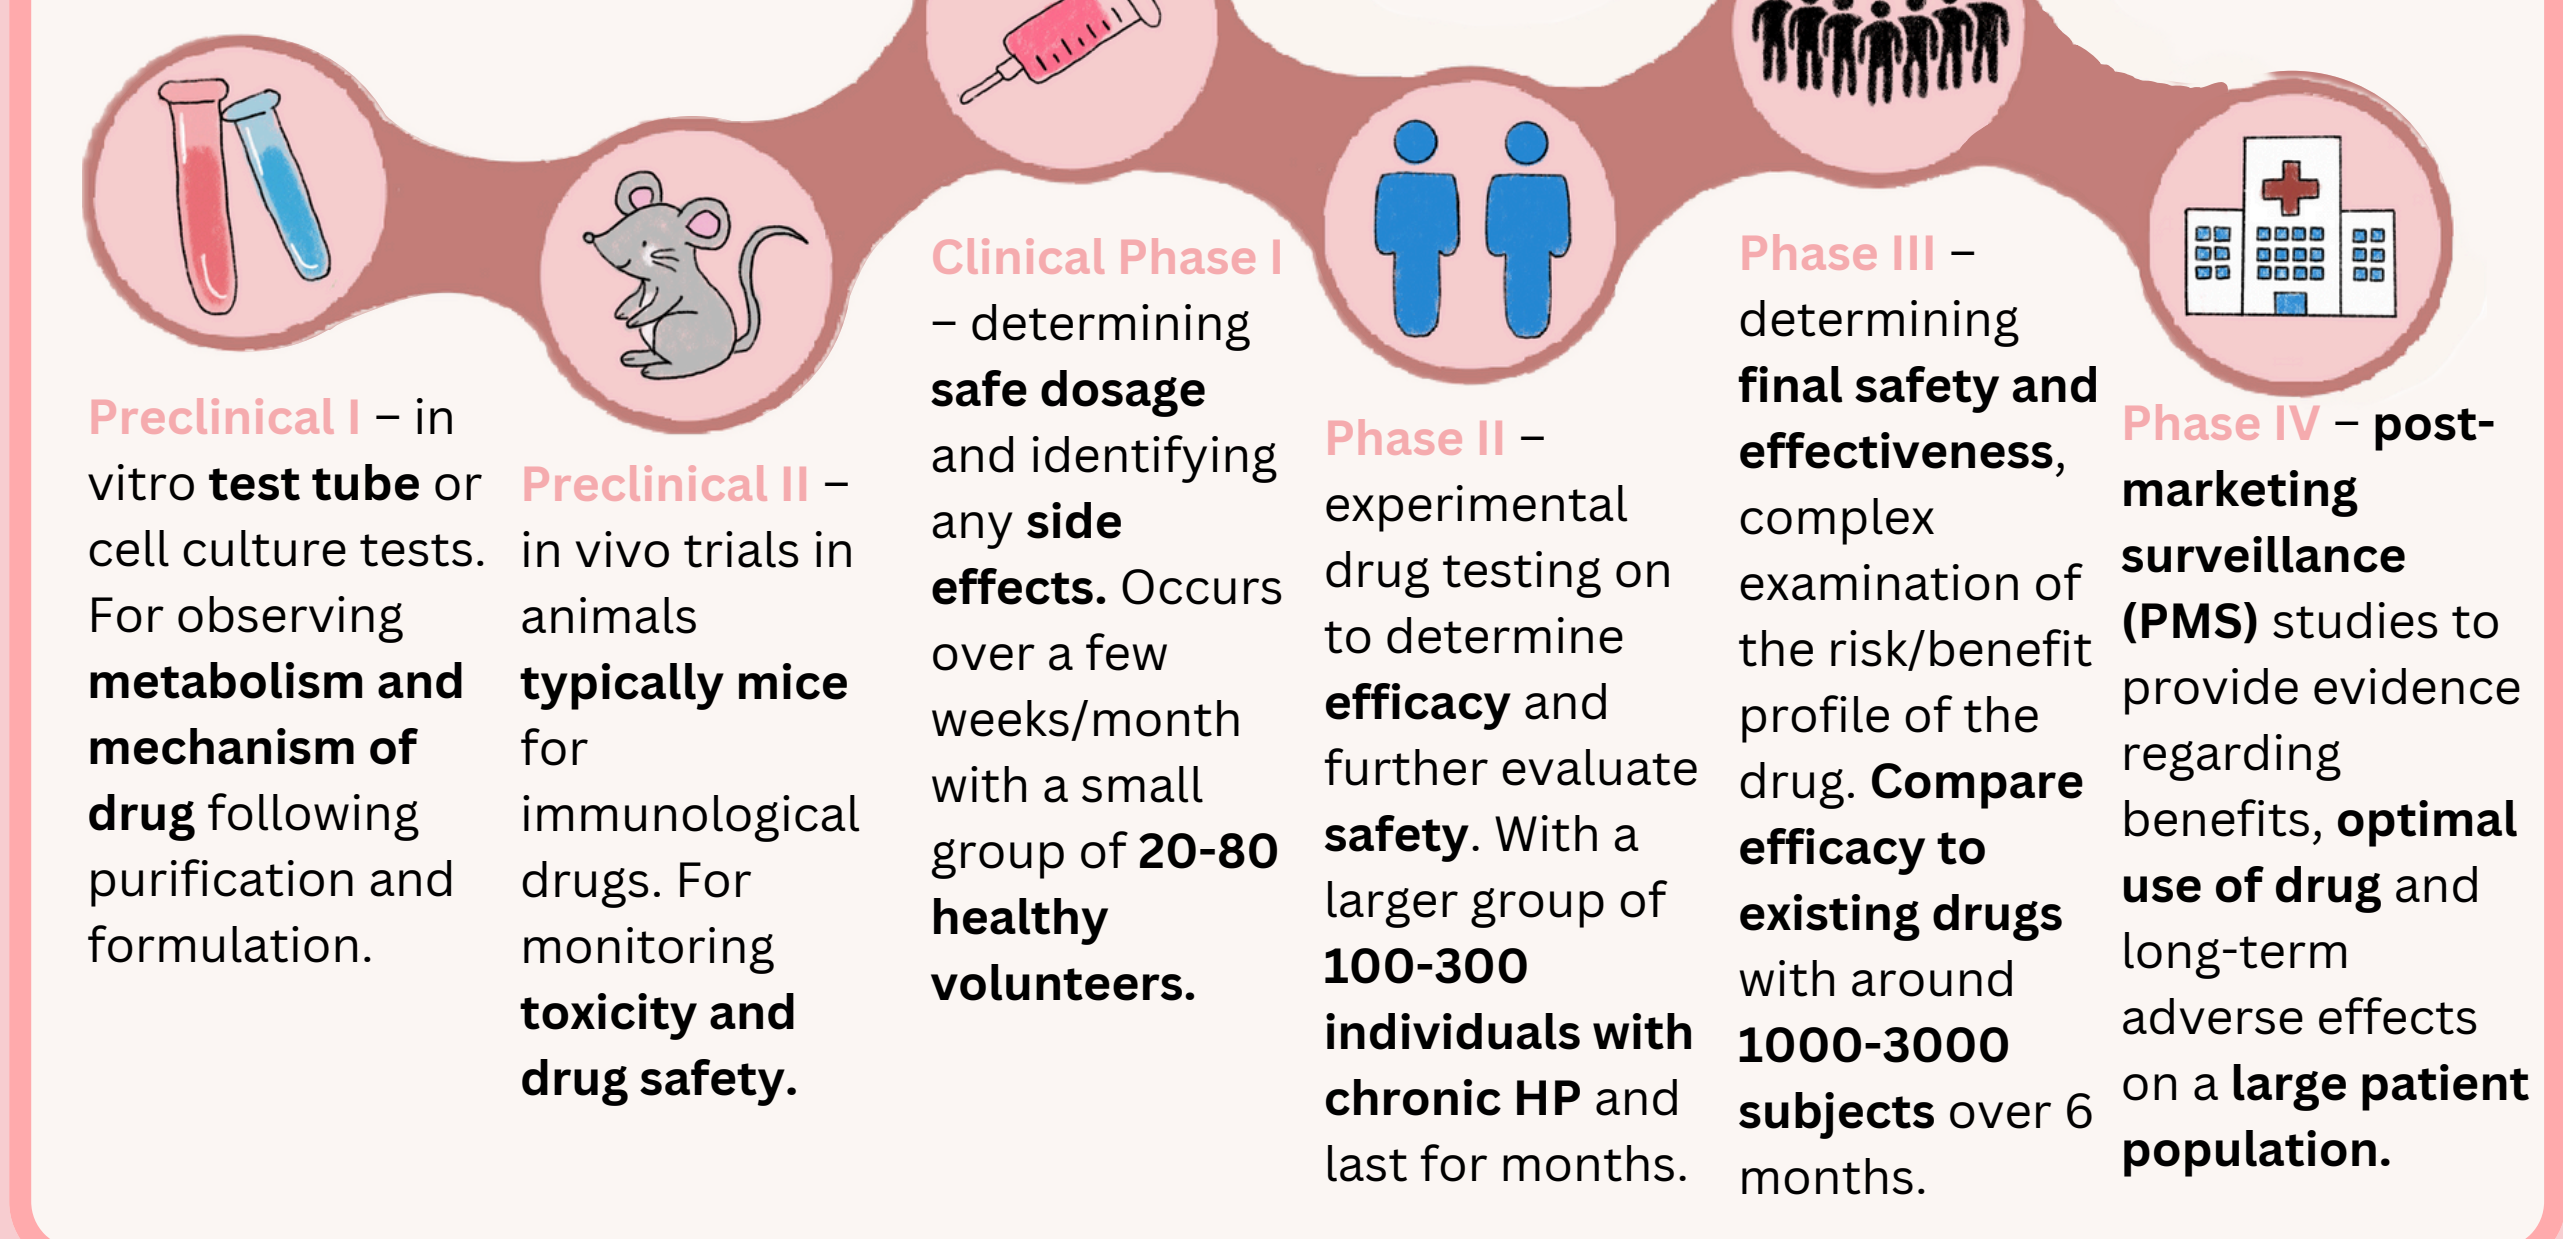 Preclinical I – in
vitro test tube or
cell culture tests.
For observing
metabolism and
mechanism of
drug following
purification and
formulation.
Preclinical II –
in vivo trials in
animals
typically mice
for
immunological
drugs. For
monitoring
toxicity and
drug safety.
Clinical Phase I
– determining
safe dosage
and identifying
any side
effects. Occurs
over a few
weeks/month
with a small
group of 20-80
healthy
volunteers.
Phase II –
experimental
drug testing on
to determine
efficacy and
further evaluate
safety. With a
larger group of
100-300
individuals with
chronic HP and
last for months.
Phase III –
determining
final safety and
effectiveness,
complex
examination of
the risk/benefit
profile of the
drug. Compare
efficacy to
existing drugs
with around
1000-3000
subjects over 6
months.
Phase IV – post-
marketing
surveillance
(PMS) studies to
provide evidence
regarding
benefits, optimal
use of drug and
long-term
adverse effects
on a large patient
population.